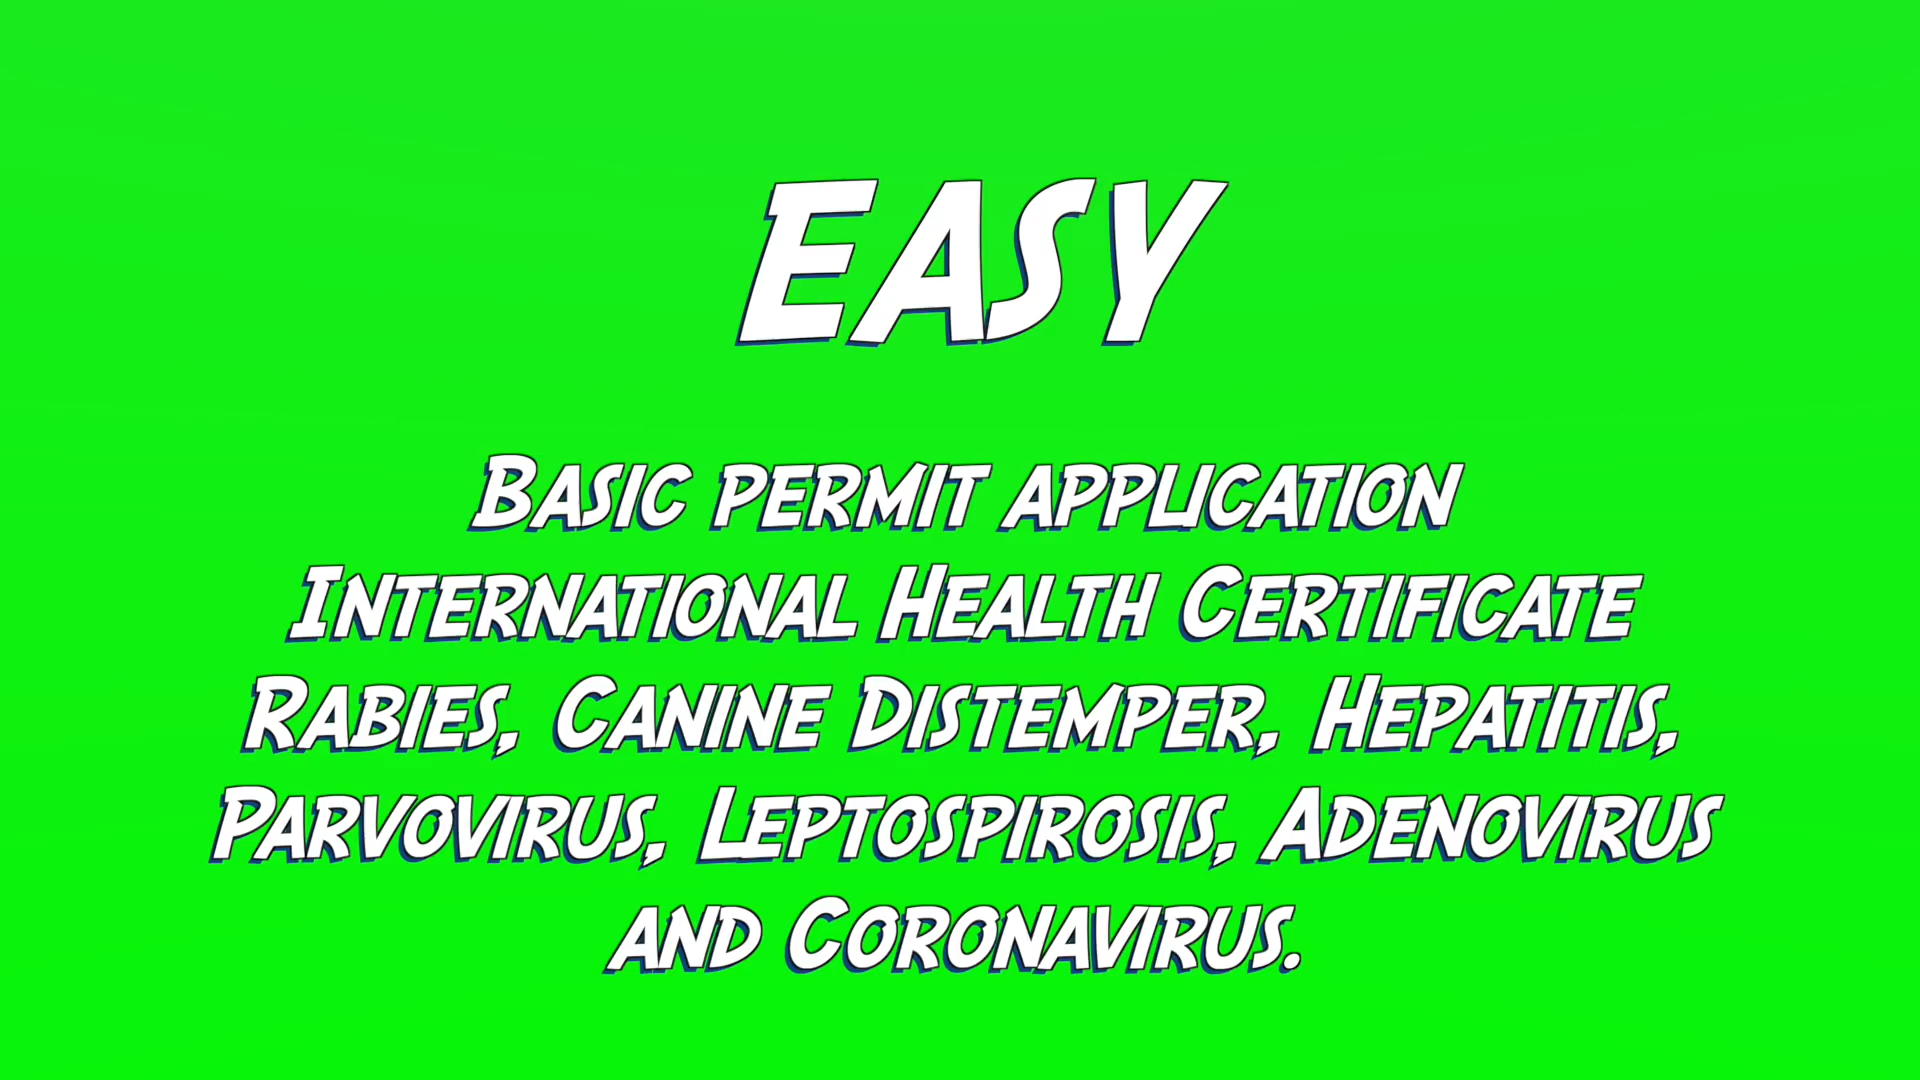 EASY
Basic permit application
International Health Certificate
Rabies, Canine Distemper, Hepatitis,
Parvovirus, Leptospirosis, Adenovirus
and Coronavirus.